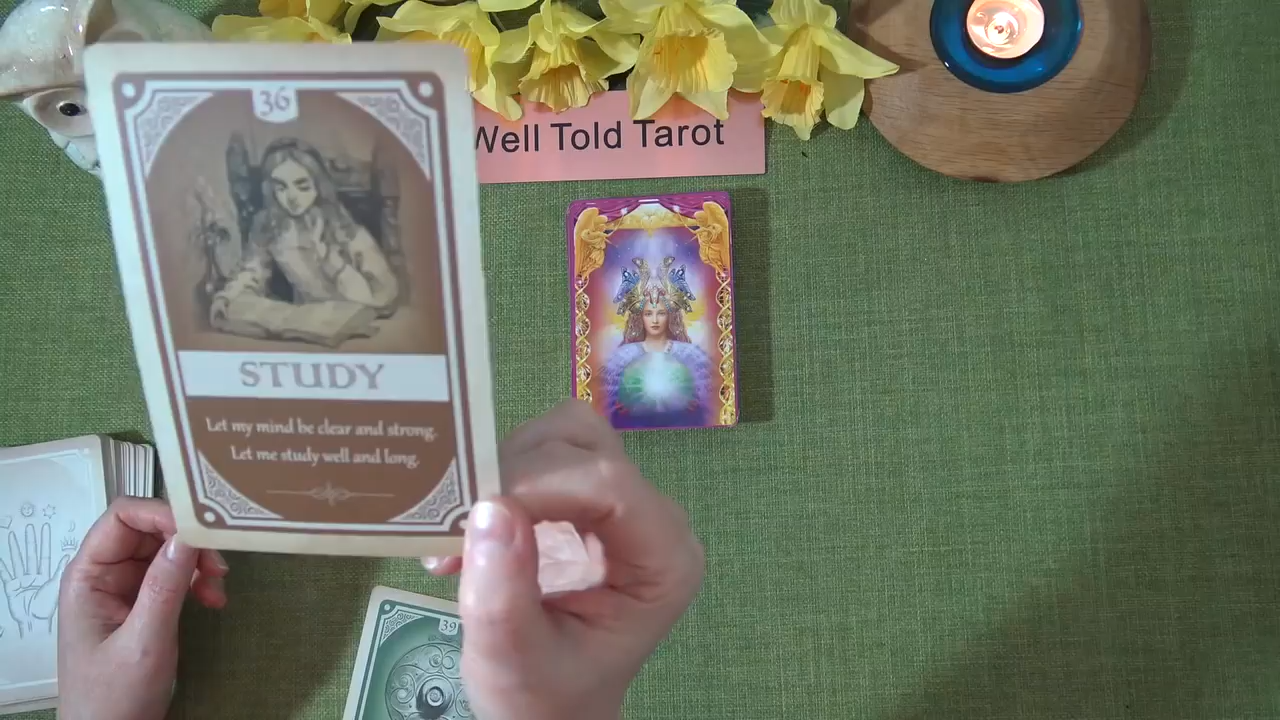 36
Well Told Tarot
STUDY
Let my mind be clear and strong.
Let me study well and long.
39